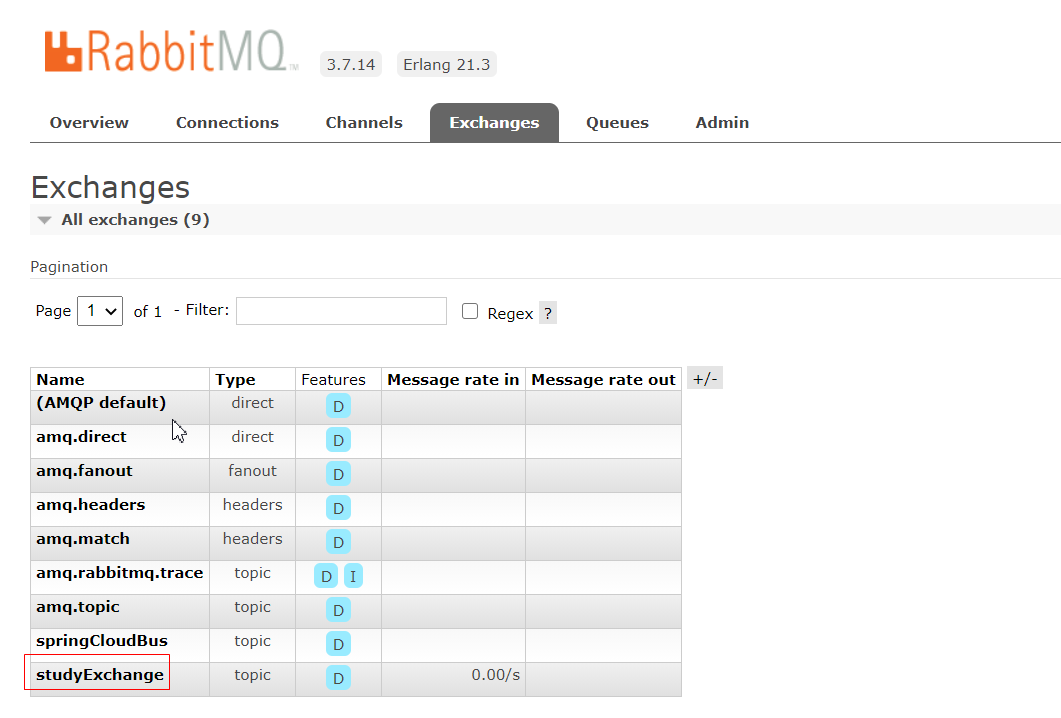 RabbitMQ TM 3.7.14 Erlang 21.3
Overview Connections Channels Exchanges Queues Admin
Exchanges
All exchanges (9)
Pagination
Page 1 of 1 - Filter: Regex ?
Name Type Features Message rate in Message rate out +/-
(AMQP default) direct D
amq.direct direct D
amq.fanout fanout D
amq.headers headers D
amq.match headers D
amq.rabbitmq.trace topic D I
amq.topic topic D
springCloudBus topic D
studyExchange topic D 0.00/s